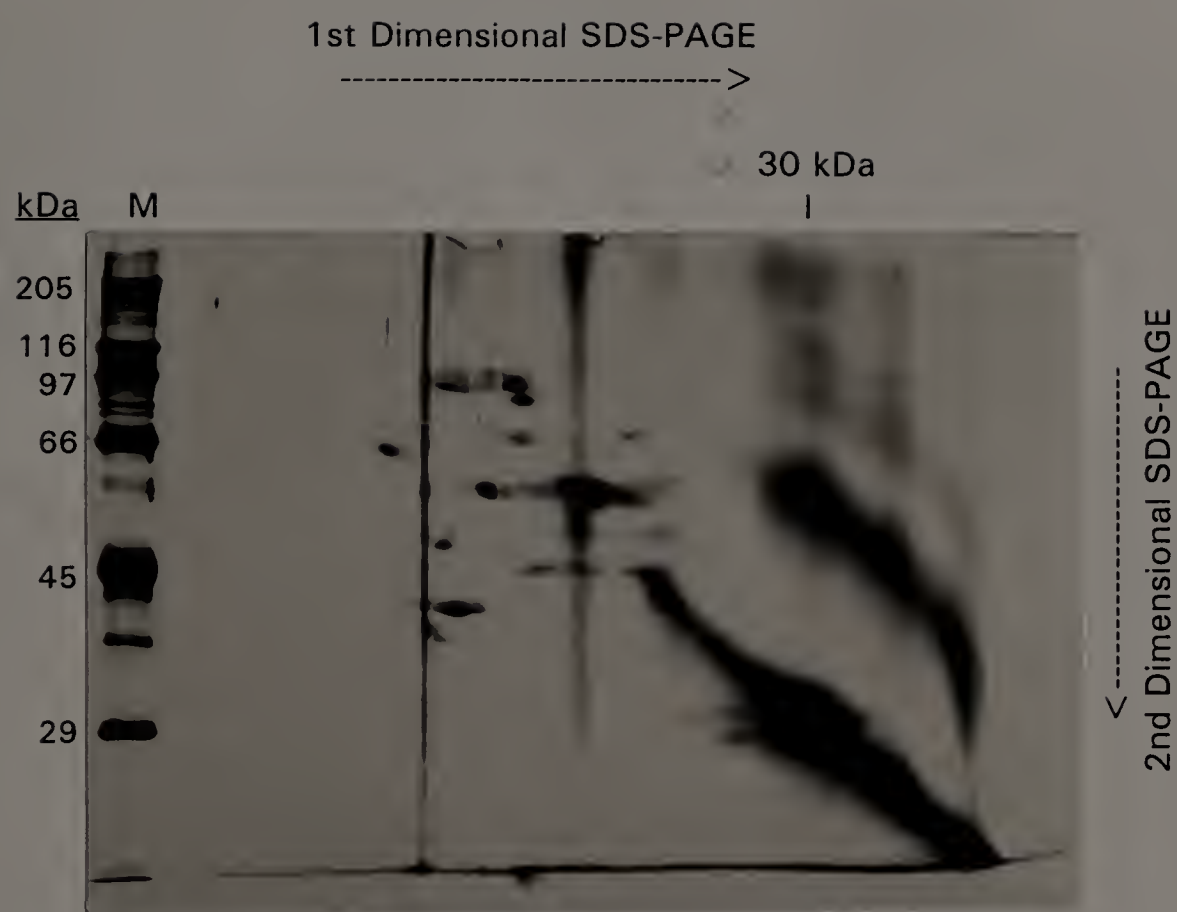 1st Dimensional SDS-PAGE
-------------------------------->
30 kDa
kDa M
205
116
97
66
45
29
2nd Dimensional SDS-PAGE